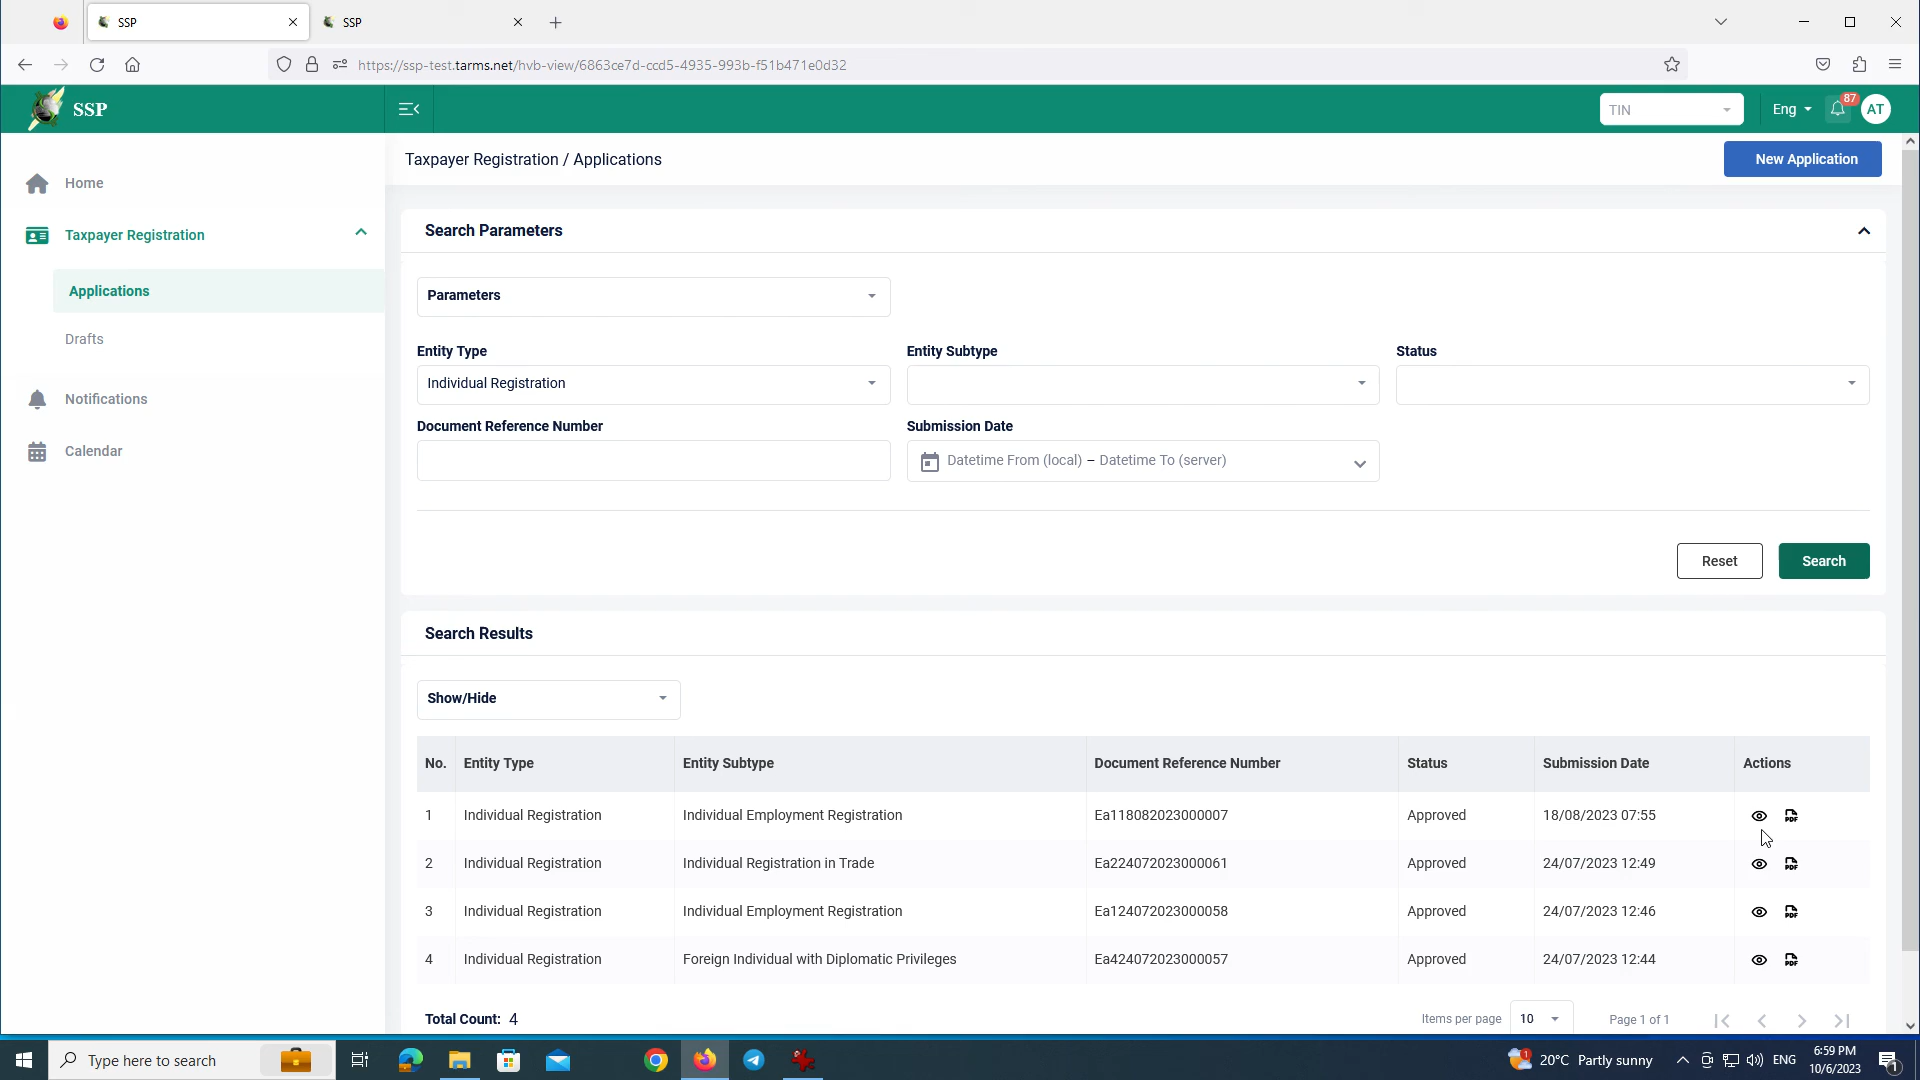 SSP
SSP
https://ssp-test.tarms.net/hvb-view/6863ce7d-ccd5-4935-993b-f51b471e0d32
SSP
TIN
Eng
87
AT
Home
Taxpayer Registration
Applications
Drafts
Notifications
Calendar
Taxpayer Registration / Applications
New Application
Search Parameters
Parameters
Entity Type
Entity Subtype
Status
Individual Registration
Document Reference Number
Submission Date
Datetime From (local) – Datetime To (server)
Reset
Search
Search Results
Show/Hide
No. Entity Type Entity Subtype Document Reference Number Status Submission Date Actions
1 Individual Registration Individual Employment Registration Ea118082023000007 Approved 18/08/2023 07:55 PDF
2 Individual Registration Individual Registration in Trade Ea224072023000061 Approved 24/07/2023 12:49 PDF
3 Individual Registration Individual Employment Registration Ea124072023000058 Approved 24/07/2023 12:46 PDF
4 Individual Registration Foreign Individual with Diplomatic Privileges Ea424072023000057 Approved 24/07/2023 12:44 PDF
Total Count: 4
Items per page 10 Page 1 of 1
Type here to search
1
20°C Partly sunny
ENG
6:59 PM
10/6/2023
1